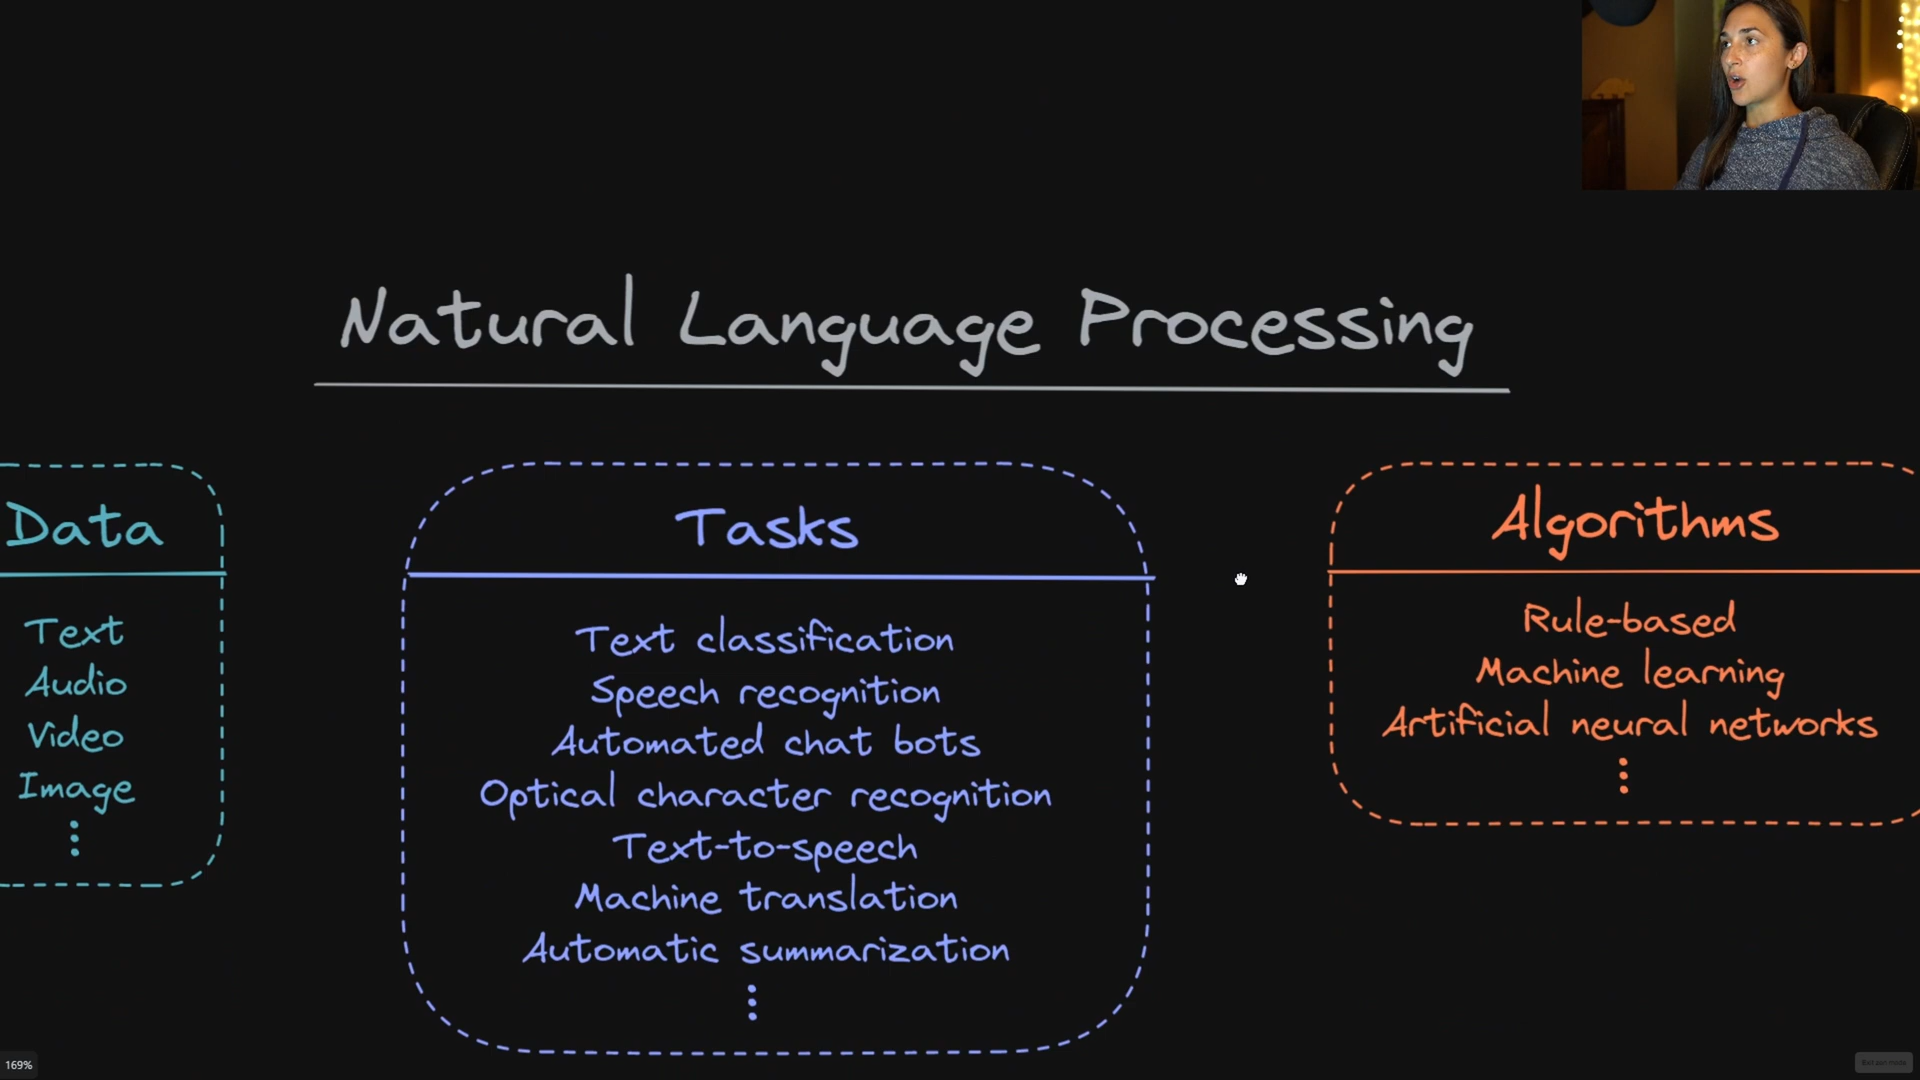 Natural Language Processing
Data
Text
Audio
Video
Image
Tasks
Text classification
Speech recognition
Automated chat bots
Optical character recognition
Text-to-speech
Machine translation
Automatic summarization
Algorithms
Rule-based
Machine learning
Artificial neural networks
169%